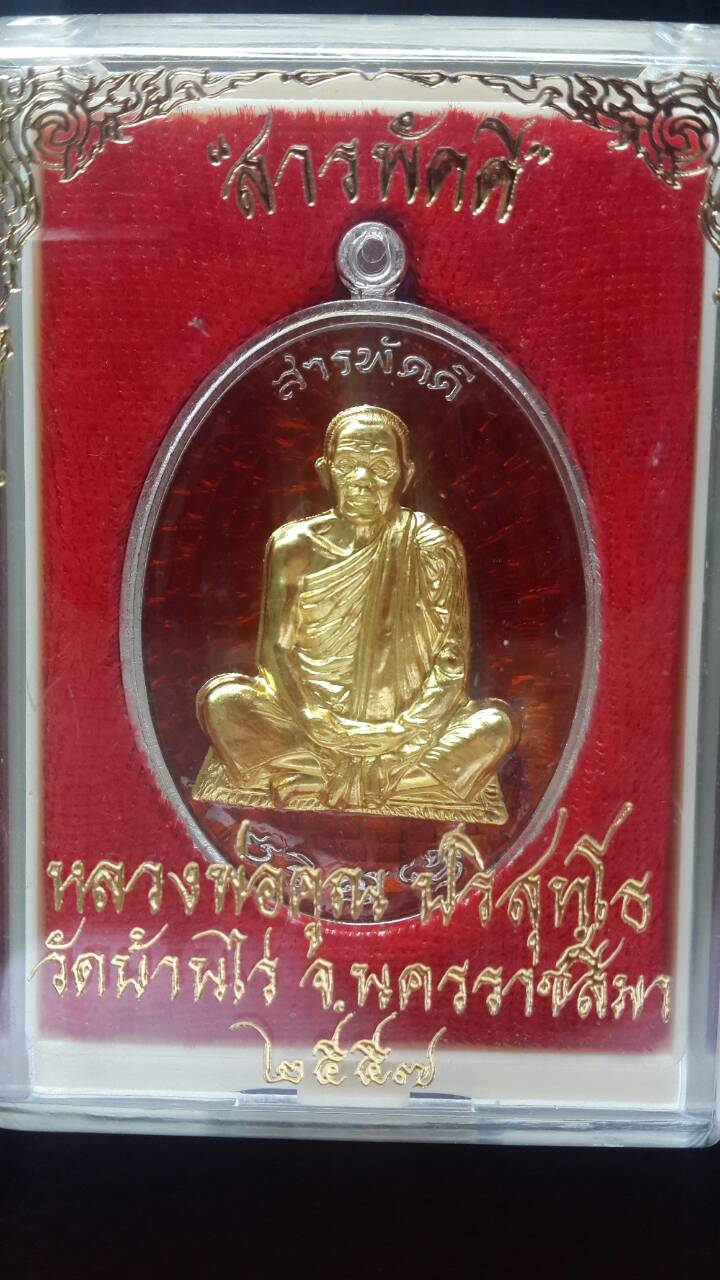 "สารพัดดี"
สารพัดดี
หลวงพ่อคูณ ปริสุทฺโธ
วัดบ้านไร่ จ.นครราชสีมา
๒๕๕๗